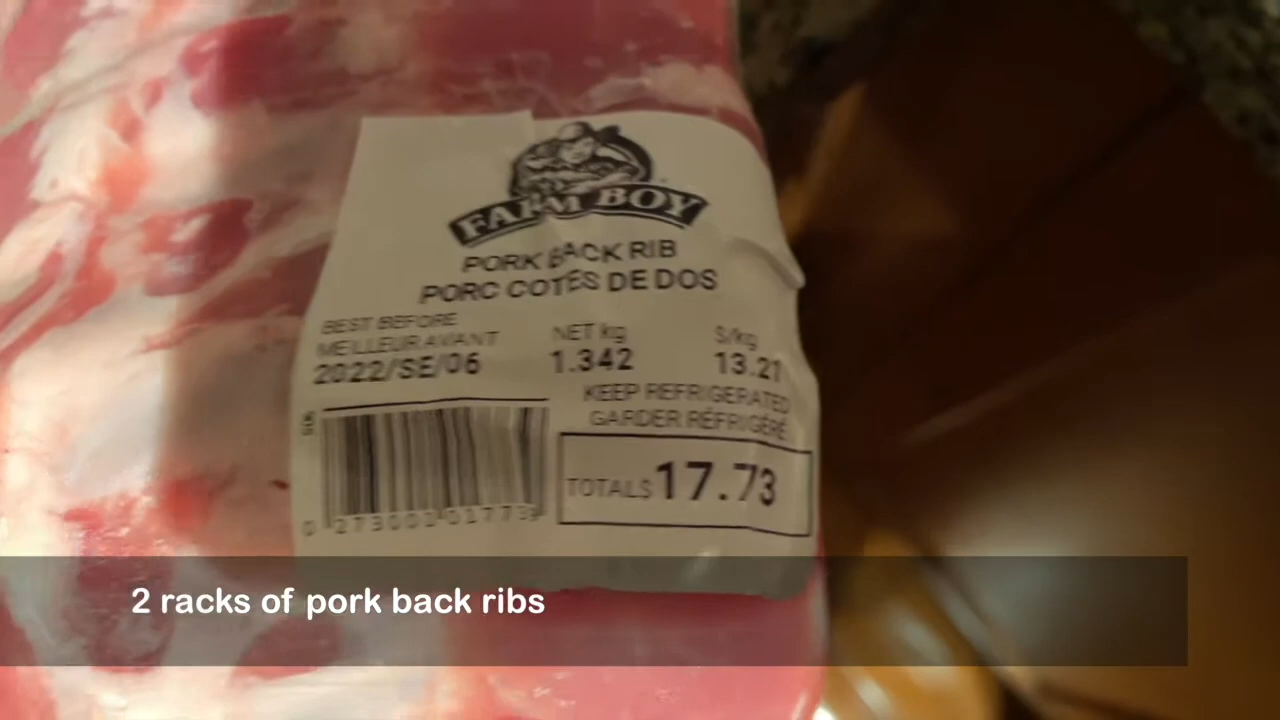 FARM BOY
PORK BACK RIB
PORC COTES DE DOS
BEST BEFORE
MEILLEUR AVANT
2022/SE/06
NET kg
1.342
$/kg
13.21
KEEP REFRIGERATED
GARDER RÉFRIGÉRÉ
TOTAL$ 17.73
2 racks of pork back ribs